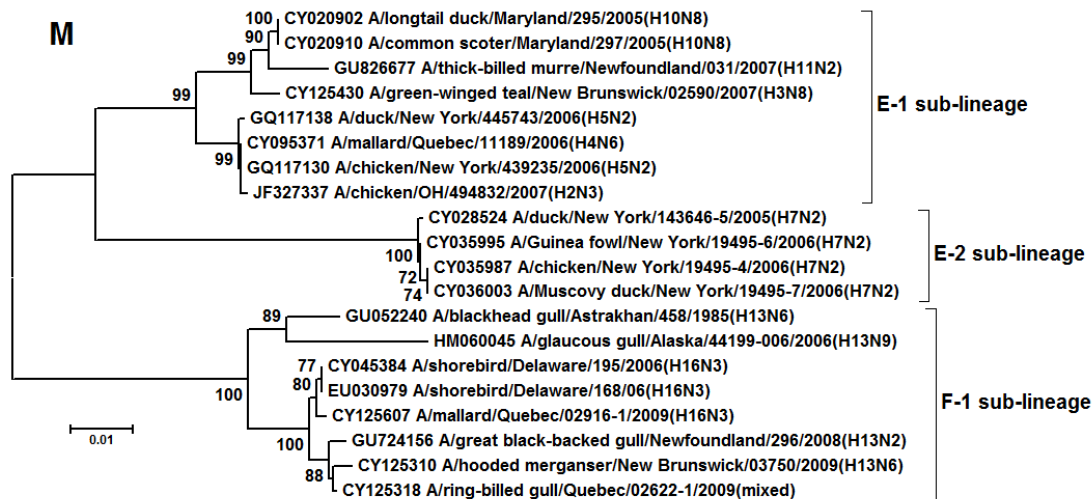 M
100 CY020902 A/longtail duck/Maryland/295/2005(H10N8)
90 CY020910 A/common scoter/Maryland/297/2005(H10N8)
99 GU826677 A/thick-billed murre/Newfoundland/031/2007(H11N2)
99 CY125430 A/green-winged teal/New Brunswick/02590/2007(H3N8)
E-1 sub-lineage
GQ117138 A/duck/New York/445743/2006(H5N2)
CY095371 A/mallard/Quebec/11189/2006(H4N6)
99 GQ117130 A/chicken/New York/439235/2006(H5N2)
JF327337 A/chicken/OH/494832/2007(H2N3)
CY028524 A/duck/New York/143646-5/2005(H7N2)
CY035995 A/Guinea fowl/New York/19495-6/2006(H7N2)
E-2 sub-lineage
100 CY035987 A/chicken/New York/19495-4/2006(H7N2)
72
74 CY036003 A/Muscovy duck/New York/19495-7/2006(H7N2)
89 GU052240 A/blackhead gull/Astrakhan/458/1985(H13N6)
HM060045 A/glaucous gull/Alaska/44199-006/2006(H13N9)
77 CY045384 A/shorebird/Delaware/195/2006(H16N3)
80 EU030979 A/shorebird/Delaware/168/06(H16N3)
100 CY125607 A/mallard/Quebec/02916-1/2009(H16N3)
F-1 sub-lineage
100 GU724156 A/great black-backed gull/Newfoundland/296/2008(H13N2)
0.01
88 CY125310 A/hooded merganser/New Brunswick/03750/2009(H13N6)
CY125318 A/ring-billed gull/Quebec/02622-1/2009(mixed)